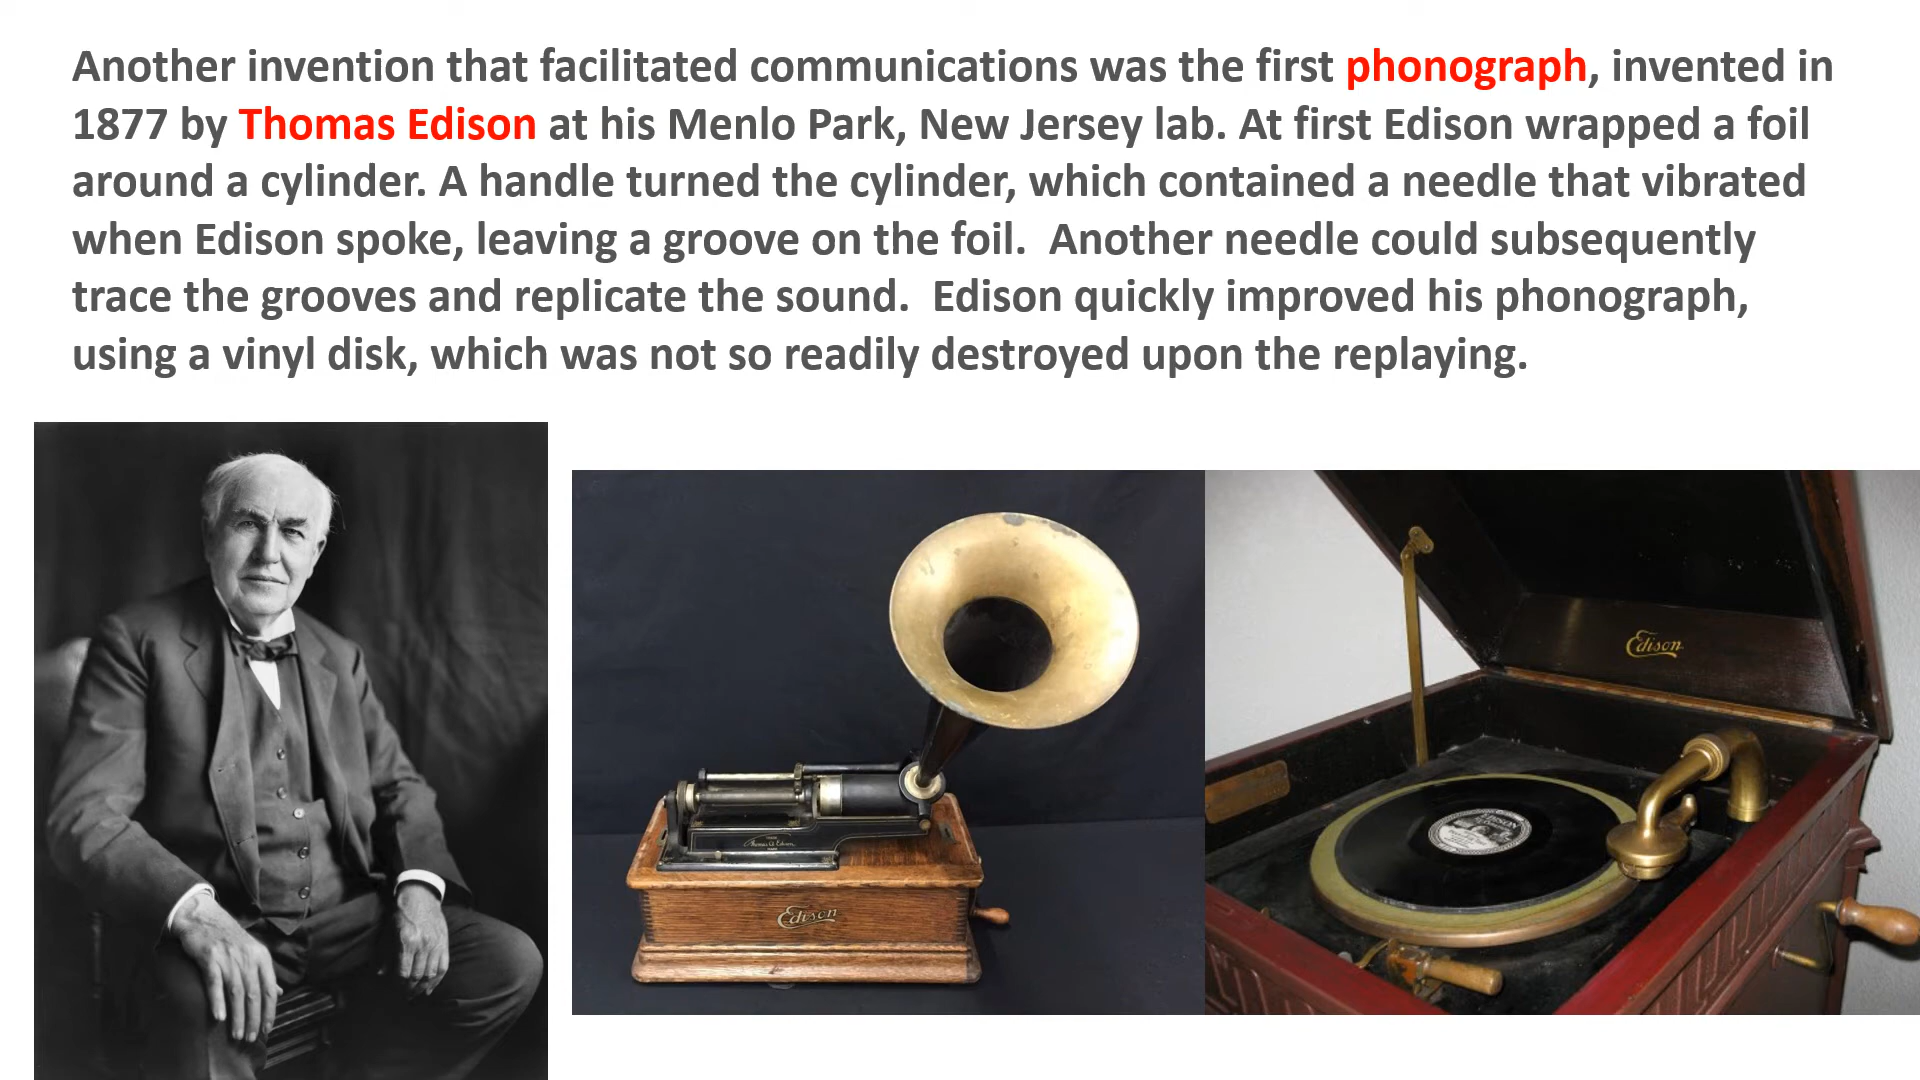 Another invention that facilitated communications was the first phonograph, invented in
1877 by Thomas Edison at his Menlo Park, New Jersey lab. At first Edison wrapped a foil
around a cylinder. A handle turned the cylinder, which contained a needle that vibrated
when Edison spoke, leaving a groove on the foil.  Another needle could subsequently
trace the grooves and replicate the sound.  Edison quickly improved his phonograph,
using a vinyl disk, which was not so readily destroyed upon the replaying.
Edison
EDISON
Thomas A Edison
Edison